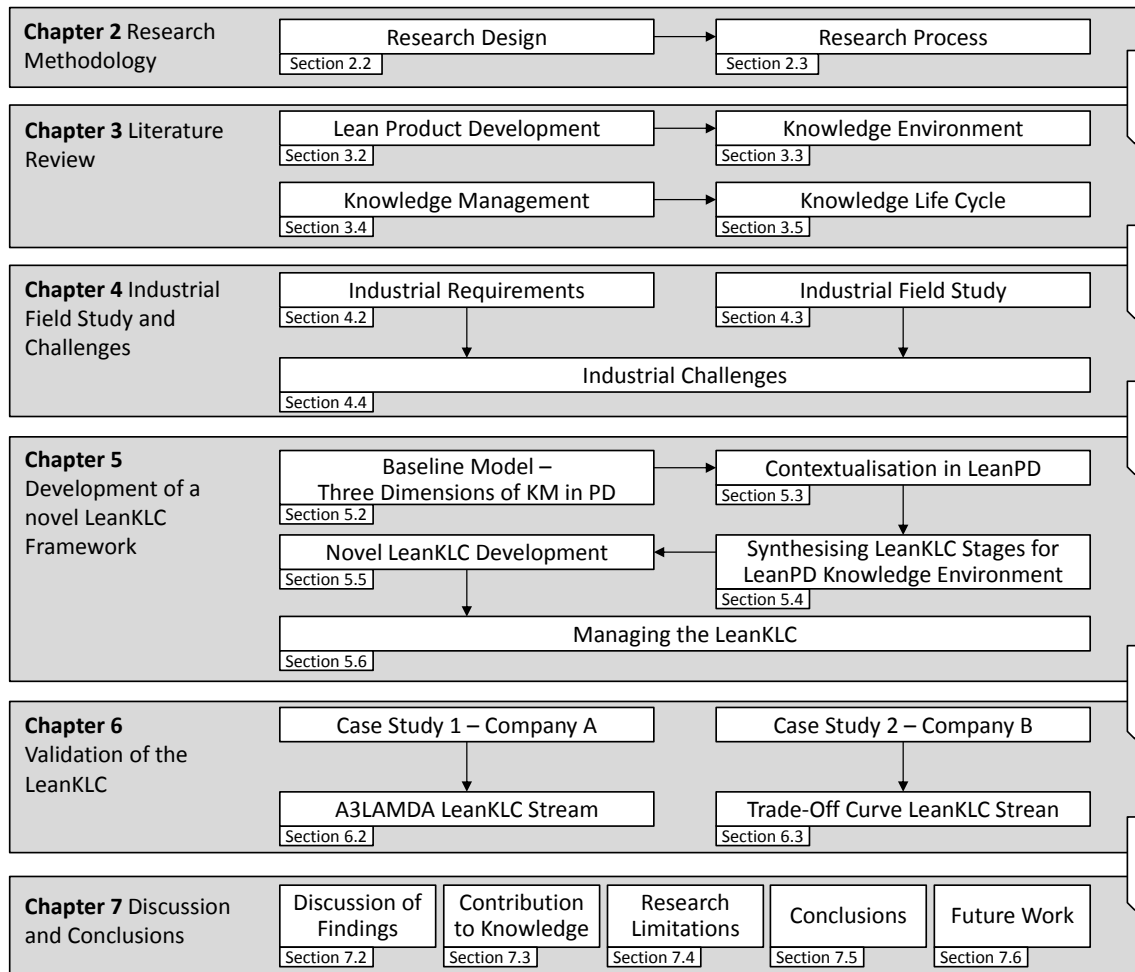 Chapter 2 Research
Methodology
Research Design
Section 2.2
Research Process
Section 2.3
Chapter 3 Literature
Review
Lean Product Development
Section 3.2
Knowledge Environment
Section 3.3
Knowledge Management
Section 3.4
Knowledge Life Cycle
Section 3.5
Chapter 4 Industrial
Field Study and
Challenges
Industrial Requirements
Section 4.2
Industrial Field Study
Section 4.3
Industrial Challenges
Section 4.4
Chapter 5
Development of a
novel LeanKLC
Framework
Baseline Model –
Three Dimensions of KM in PD
Section 5.2
Contextualisation in LeanPD
Section 5.3
Novel LeanKLC Development
Section 5.5
Synthesising LeanKLC Stages for
LeanPD Knowledge Environment
Section 5.4
Managing the LeanKLC
Section 5.6
Chapter 6
Validation of the
LeanKLC
Case Study 1 – Company A
Case Study 2 – Company B
A3LAMDA LeanKLC Stream
Section 6.2
Trade-Off Curve LeanKLC Strean
Section 6.3
Chapter 7 Discussion
and Conclusions
Discussion of
Findings
Section 7.2
Contribution
to Knowledge
Section 7.3
Research
Limitations
Section 7.4
Conclusions
Section 7.5
Future Work
Section 7.6